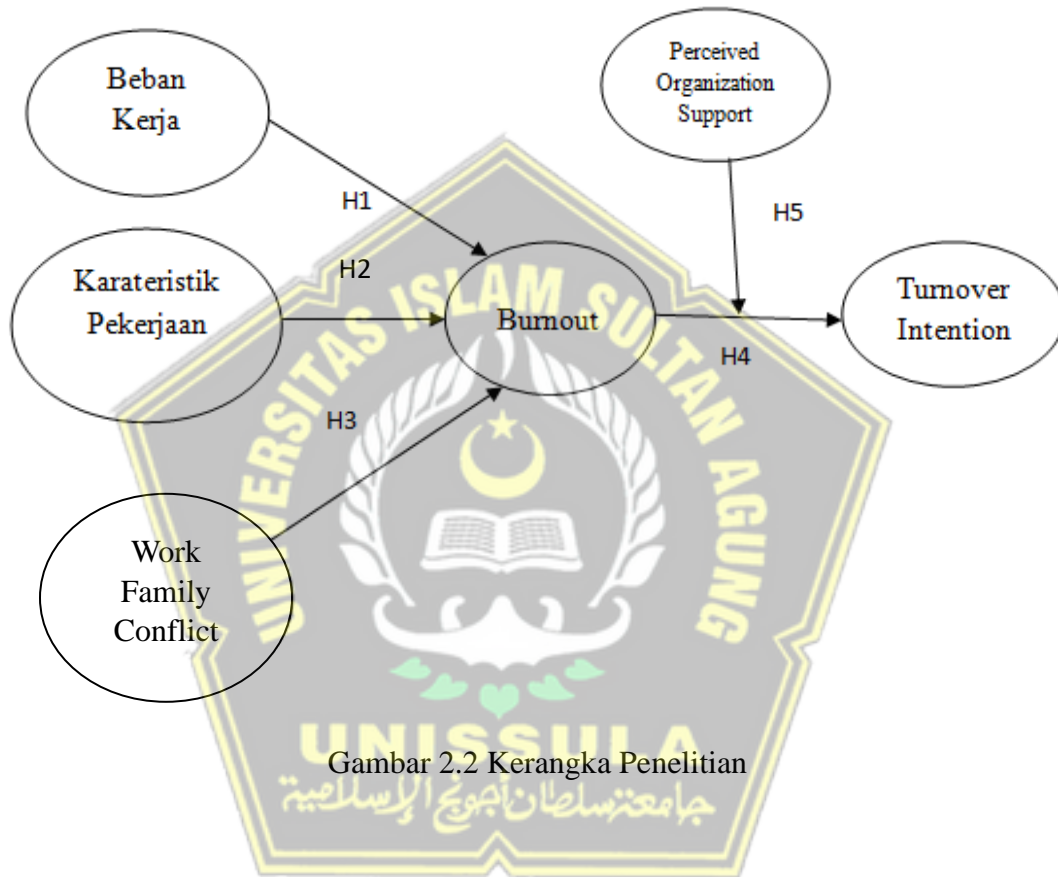 Beban
Kerja
Perceived
Organization
Support
H1
H5
Karateristik
Pekerjaan
H2
Burnout
Turnover
Intention
H4
H3
Work
Family
Conflict
UNIVERSITAS ISLAM SULTAN AGUNG
UNISSULA
Gambar 2.2 Kerangka Penelitian
جامعة سلطان أجونج الإسلامية